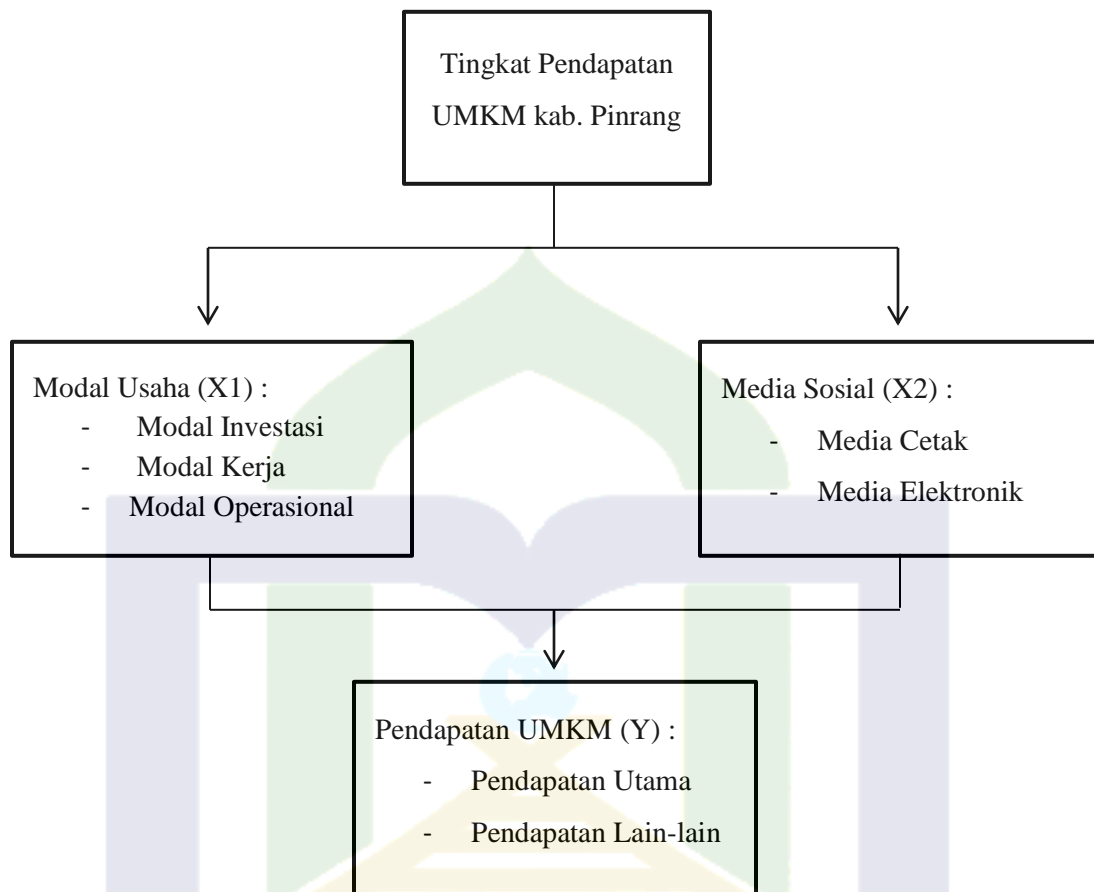 Tingkat Pendapatan
UMKM kab. Pinrang
Modal Usaha (X1) :
- Modal Investasi
- Modal Kerja
- Modal Operasional
Media Sosial (X2) :
- Media Cetak
- Media Elektronik
Pendapatan UMKM (Y) :
- Pendapatan Utama
- Pendapatan Lain-lain